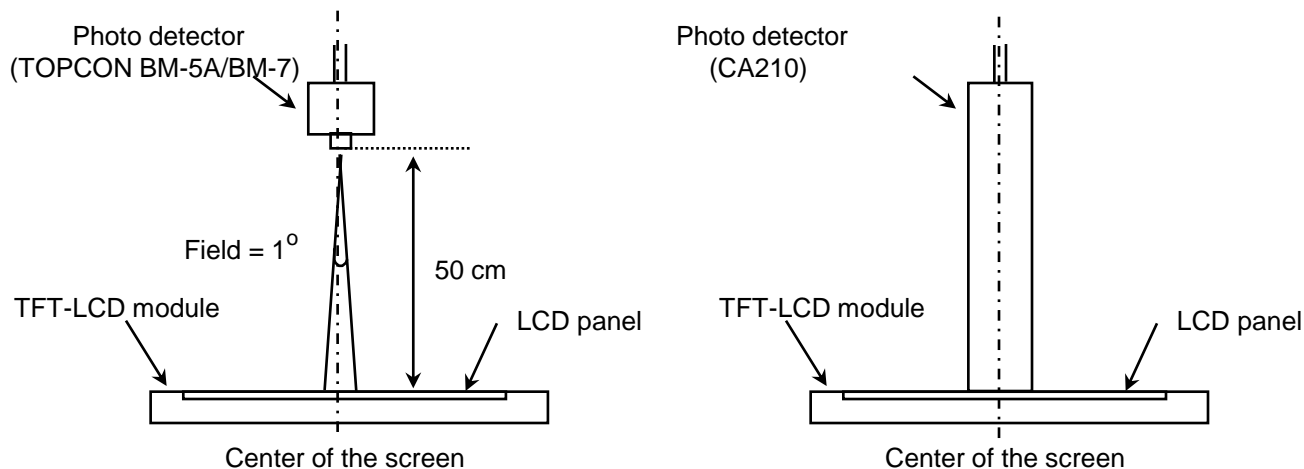 Photo detector
(TOPCON BM-5A/BM-7)
Field = 1o
50 cm
TFT-LCD module
LCD panel
Center of the screen
Photo detector
(CA210)
TFT-LCD module
LCD panel
Center of the screen